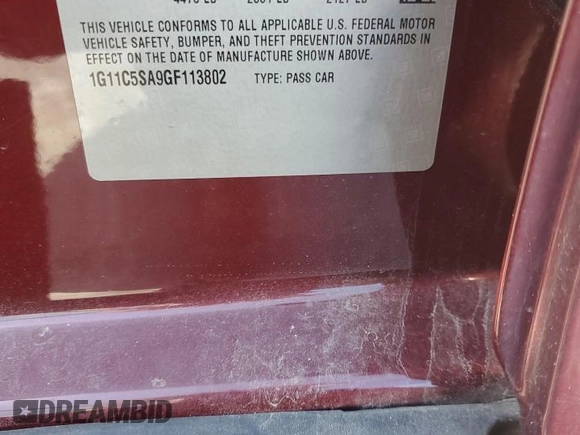 THIS VEHICLE CONFORMS TO ALL APPLICABLE U.S. FEDERAL MOTOR
VEHICLE SAFETY, BUMPER, AND THEFT PREVENTION STANDARDS IN
EFFECT ON THE DATE OF MANUFACTURE SHOWN ABOVE.
1G11C5SA9GF113802 TYPE: PASS CAR
DREAMBID